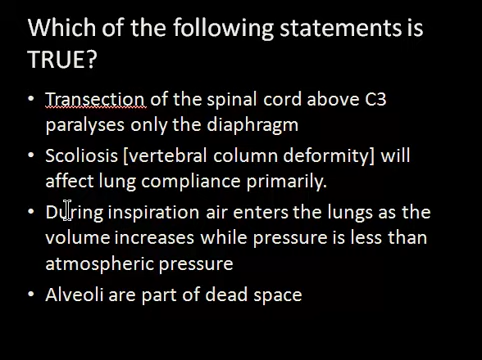 Which of the following statements is
TRUE?
• Transection of the spinal cord above C3
paralyses only the diaphragm
• Scoliosis [vertebral column deformity] will
affect lung compliance primarily.
• During inspiration air enters the lungs as the
volume increases while pressure is less than
atmospheric pressure
• Alveoli are part of dead space